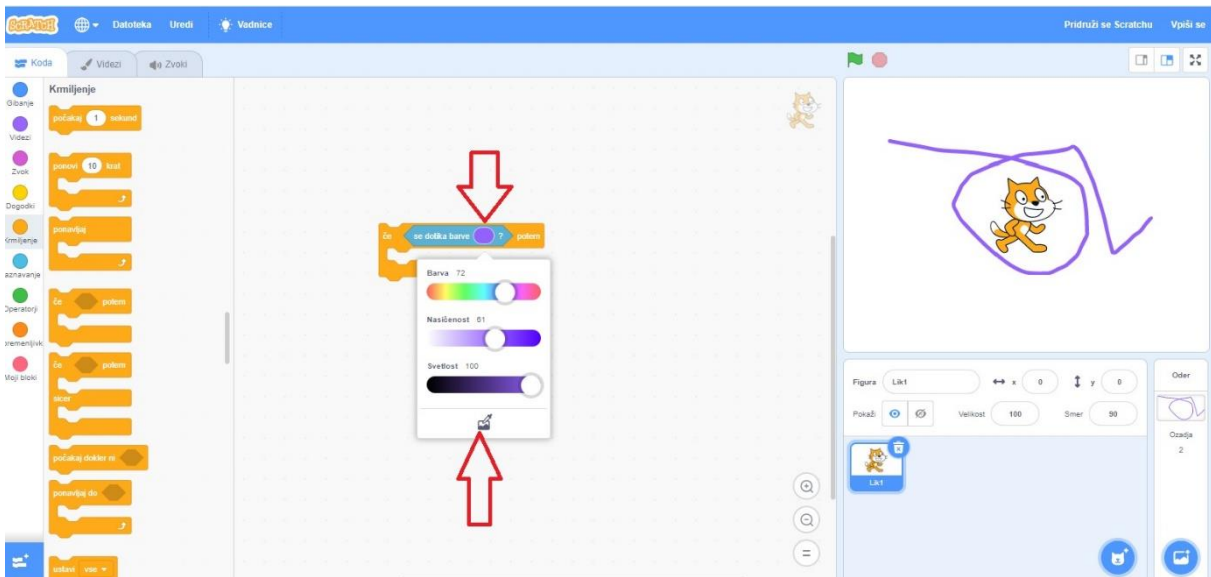 SCRATCH
Datoteka Uredi Vadnice Pridruži se Scratchu Vpiši se
Koda Videzi Zvoki
Krmiljenje
Gibanje
Videzi
Zvok
Dogodki
Krmiljenje
aznavanje
Operatorji
remenljivk
Moji bloki
počakaj 1 sekund
ponovi 10 krat
ponavljaj
če potem
če potem
sicer
počakaj dokler ni
ponavljaj do
ustavi vse
če se dotika barve ? potem
Barva 72
Nasičenost 61
Svetlost 100
Figura Lik1 x 0 y 0
Pokaži Velikost 100 Smer 90
Lik1
Oder
Ozadja
2